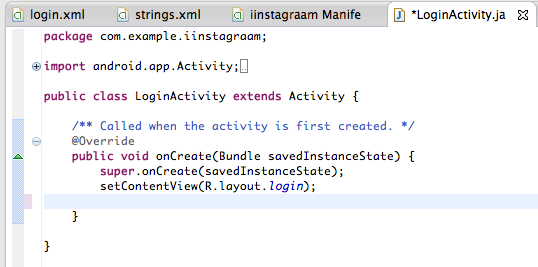 login.xml strings.xml iinstagraam Manife *LoginActivity.ja
package com.example.iinstagraam;
import android.app.Activity;
public class LoginActivity extends Activity {
/** Called when the activity is first created. */
@Override
public void onCreate(Bundle savedInstanceState) {
super.onCreate(savedInstanceState);
setContentView(R.layout.login);
}
}